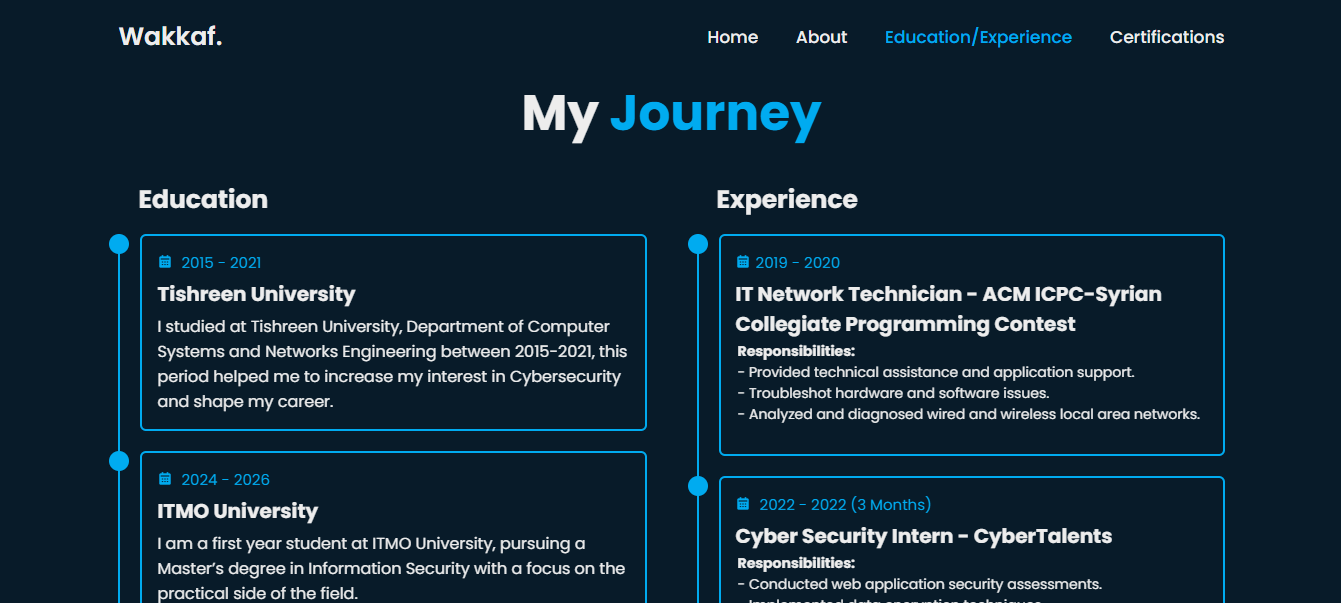 Wakkaf.
Home About Education/Experience Certifications
My Journey
Education
2015 - 2021
Tishreen University
I studied at Tishreen University, Department of Computer
Systems and Networks Engineering between 2015-2021, this
period helped me to increase my interest in Cybersecurity
and shape my career.
2024 - 2026
ITMO University
I am a first year student at ITMO University, pursuing a
Master’s degree in Information Security with a focus on the
practical side of the field.
Experience
2019 - 2020
IT Network Technician - ACM ICPC-Syrian
Collegiate Programming Contest
Responsibilities:
- Provided technical assistance and application support.
- Troubleshot hardware and software issues.
- Analyzed and diagnosed wired and wireless local area networks.
2022 - 2022 (3 Months)
Cyber Security Intern - CyberTalents
Responsibilities:
- Conducted web application security assessments.
- Implemented data encryption techniques.